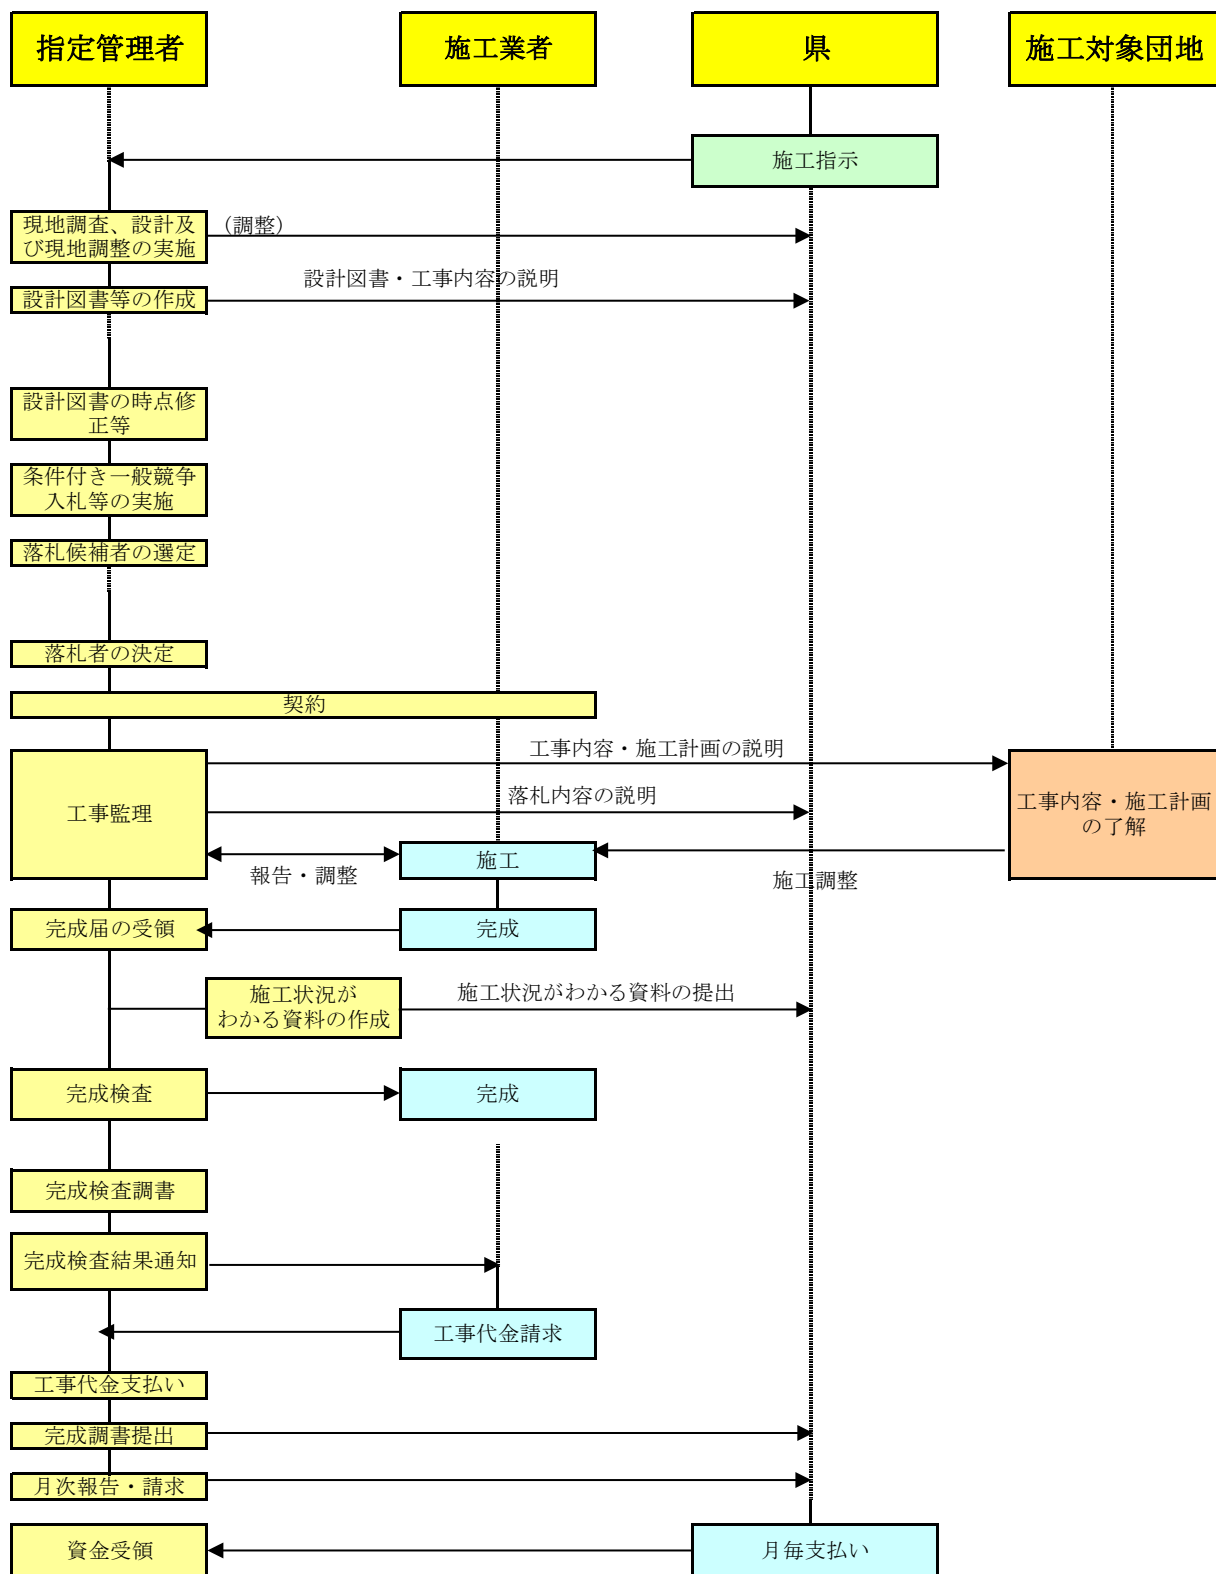 指定管理者
施工業者
県
施工対象団地
施工指示
現地調査、設計及
び現地調整の実施
（調整）
設計図書・工事内容の説明
設計図書等の作成
設計図書の時点修
正等
条件付き一般競争
入札等の実施
落札候補者の選定
落札者の決定
契約
工事内容・施工計画の説明
工事監理
落札内容の説明
工事内容・施工計画
の了解
施工
報告・調整
施工調整
完成届の受領
完成
施工状況が
わかる資料の作成
施工状況がわかる資料の提出
完成検査
完成
完成検査調書
完成検査結果通知
工事代金請求
工事代金支払い
完成調書提出
月次報告・請求
資金受領
月毎支払い